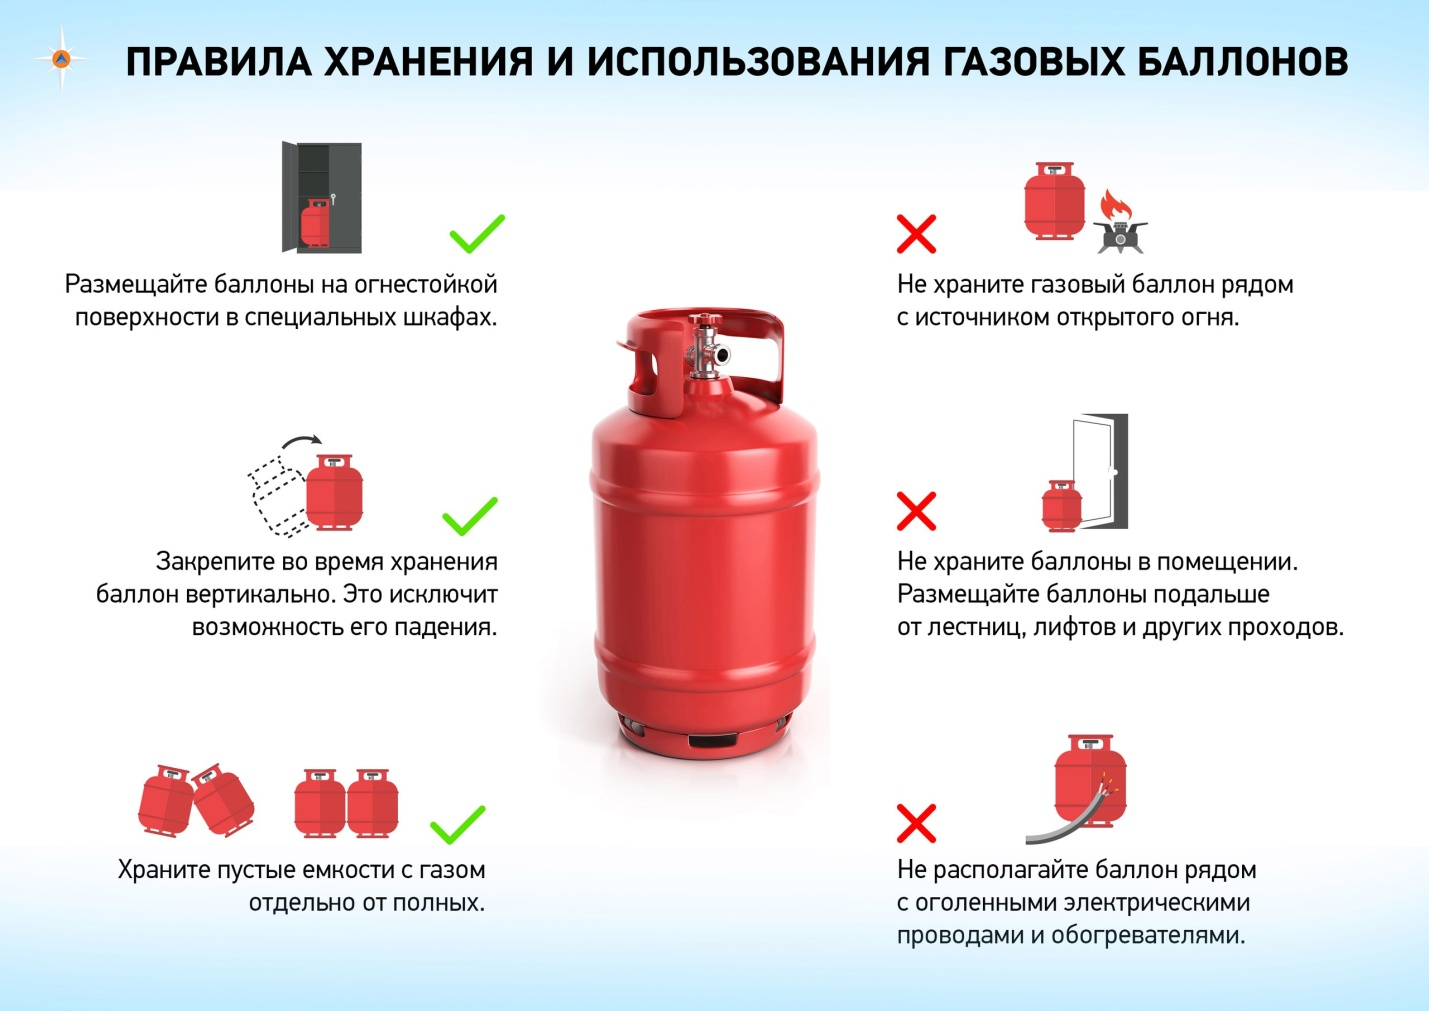 ПРАВИЛА ХРАНЕНИЯ И ИСПОЛЬЗОВАНИЯ ГАЗОВЫХ БАЛЛОНОВ
Размещайте баллоны на огнестойкой
поверхности в специальных шкафах.
Закрепите во время хранения
баллон вертикально. Это исключит
возможность его падения.
Храните пустые емкости с газом
отдельно от полных.
Не храните газовый баллон рядом
с источником открытого огня.
Не храните баллоны в помещении.
Размещайте баллоны подальше
от лестниц, лифтов и других проходов.
Не располагайте баллон рядом
с оголенными электрическими
проводами и обогревателями.